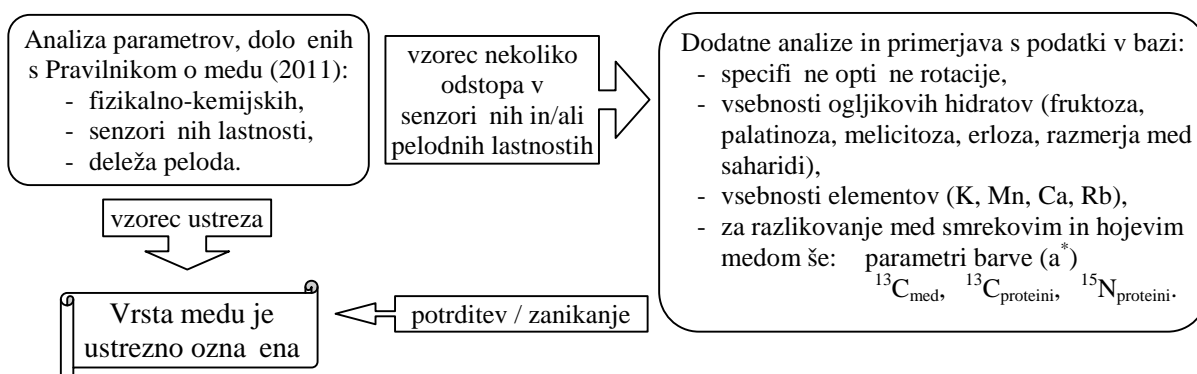 Analiza parametrov, dolo enih
s Pravilnikom o medu (2011):
- fizikalno-kemijskih,
- senzori nih lastnosti,
- deleža peloda.
vzorec nekoliko
odstopa v
senzori nih in/ali
pelodnih lastnostih
Dodatne analize in primerjava s podatki v bazi:
- specifi ne opti ne rotacije,
- vsebnosti ogljikovih hidratov (fruktoza,
palatinoza, melicitoza, erloza, razmerja med
saharidi),
- vsebnosti elementov (K, Mn, Ca, Rb),
- za razlikovanje med smrekovim in hojevim
medom še: parametri barve (a*)
¹³Cmed, ¹³Cproteini, ¹⁵Nproteini.
vzorec ustreza
Vrsta medu je
ustrezno ozna ena
potrditev / zanikanje